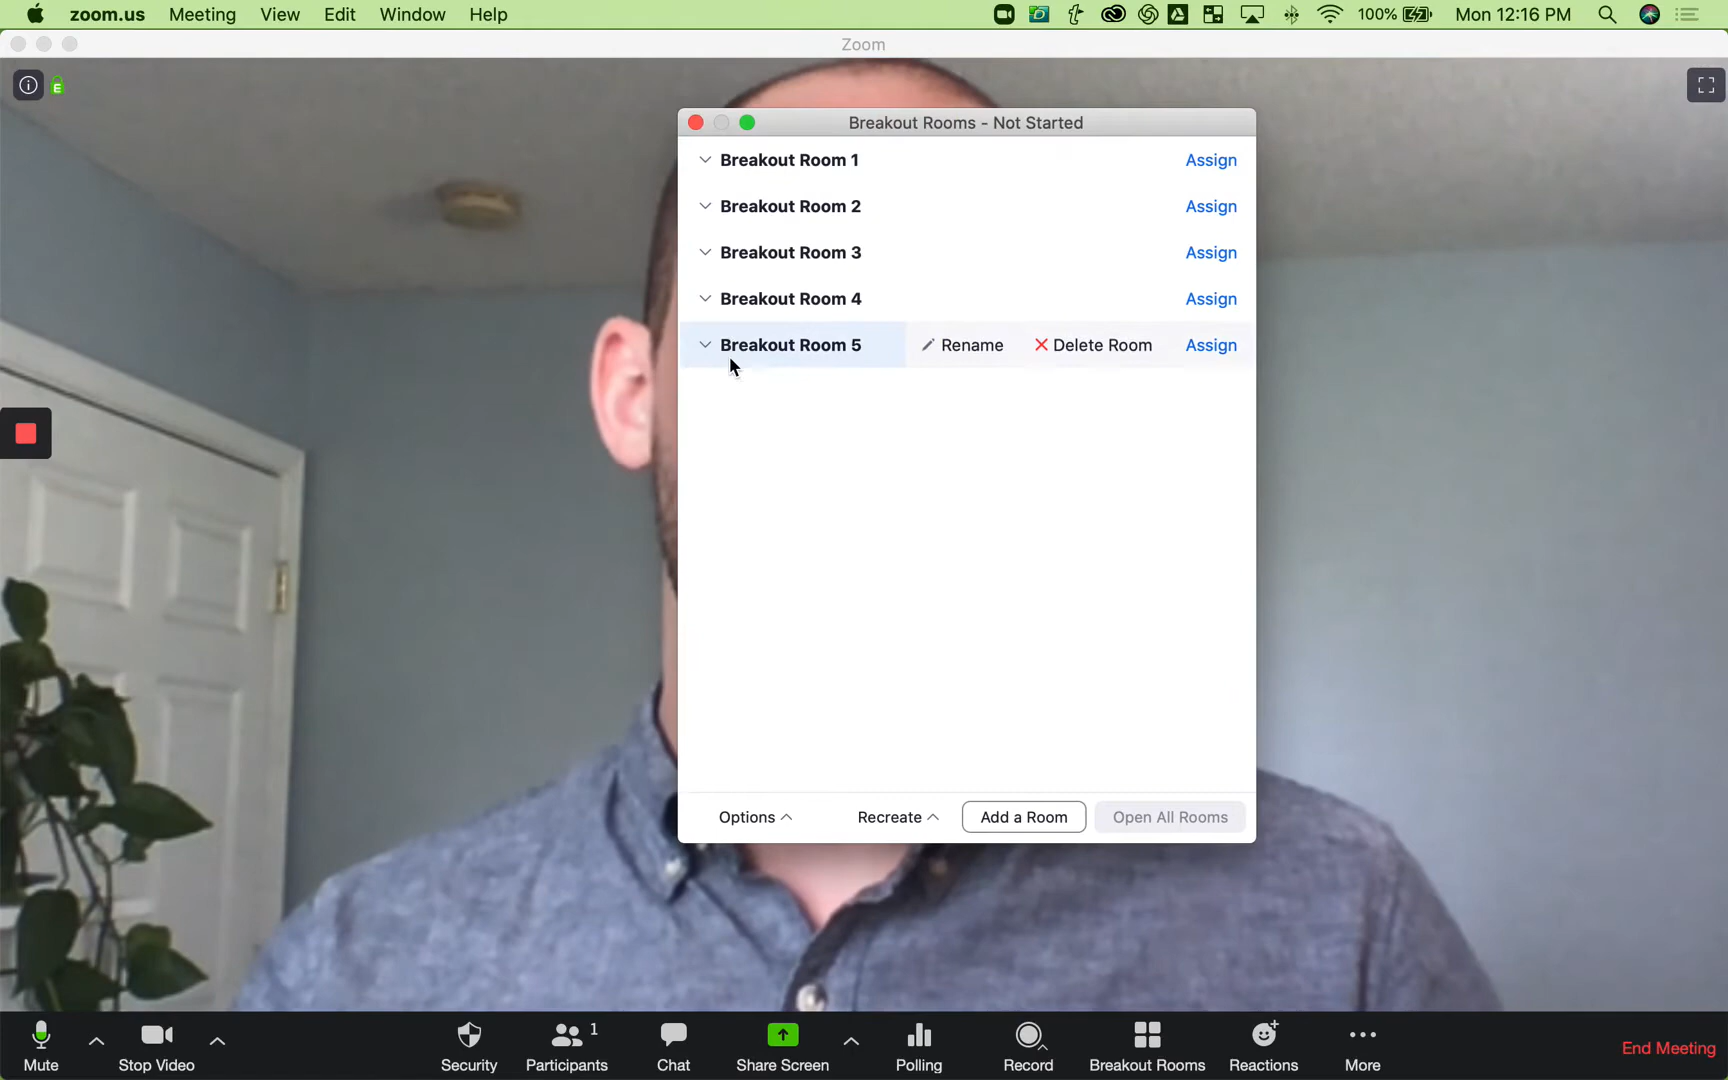 zoom.us Meeting View Edit Window Help 100% Mon 12:16 PM
Zoom
E
Breakout Rooms - Not Started
Breakout Room 1 Assign
Breakout Room 2 Assign
Breakout Room 3 Assign
Breakout Room 4 Assign
Breakout Room 5 Rename Delete Room Assign
Options Recreate Add a Room Open All Rooms
1
Mute Stop Video Security Participants Chat Share Screen Polling Record Breakout Rooms Reactions More End Meeting